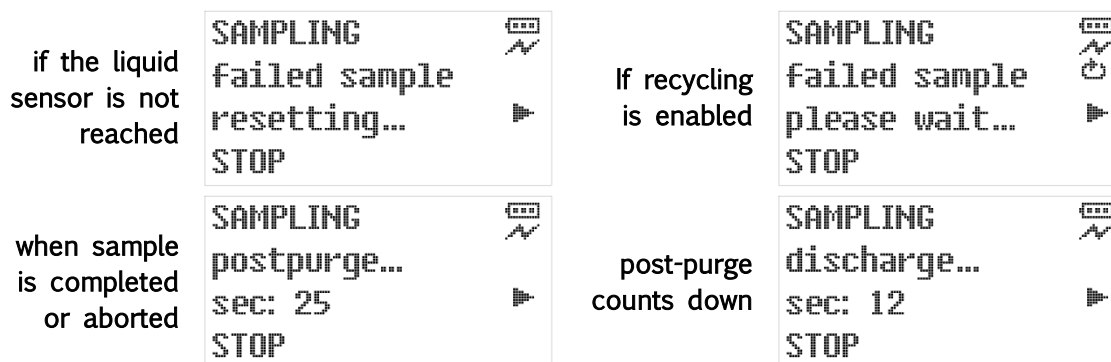 if the liquid
sensor is not
reached
SAMPLING
failed sample
resetting...
STOP
If recycling
is enabled
SAMPLING
failed sample
please wait...
STOP
when sample
is completed
or aborted
SAMPLING
postpurge...
sec: 25
STOP
post-purge
counts down
SAMPLING
discharge...
sec: 12
STOP